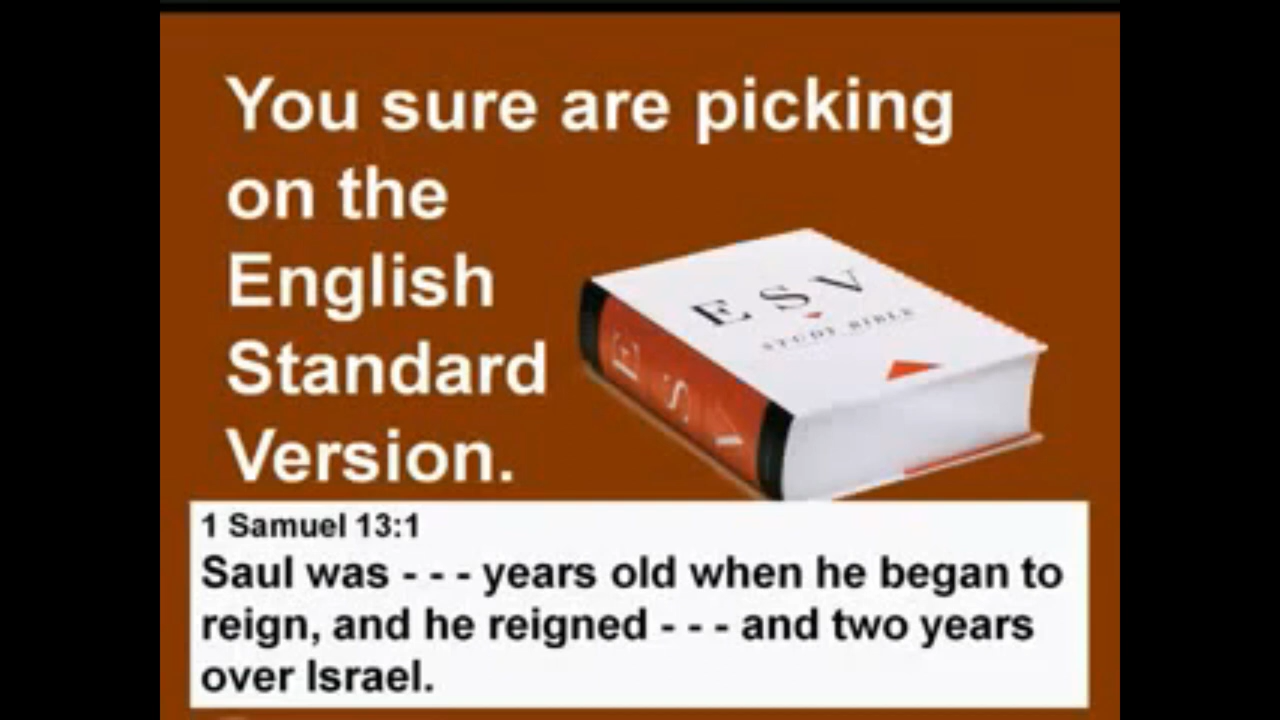 You sure are picking
on the
English
Standard
Version.
E S V
STUDY BIBLE
E S V
1 Samuel 13:1
Saul was - - - years old when he began to
reign, and he reigned - - - and two years
over Israel.